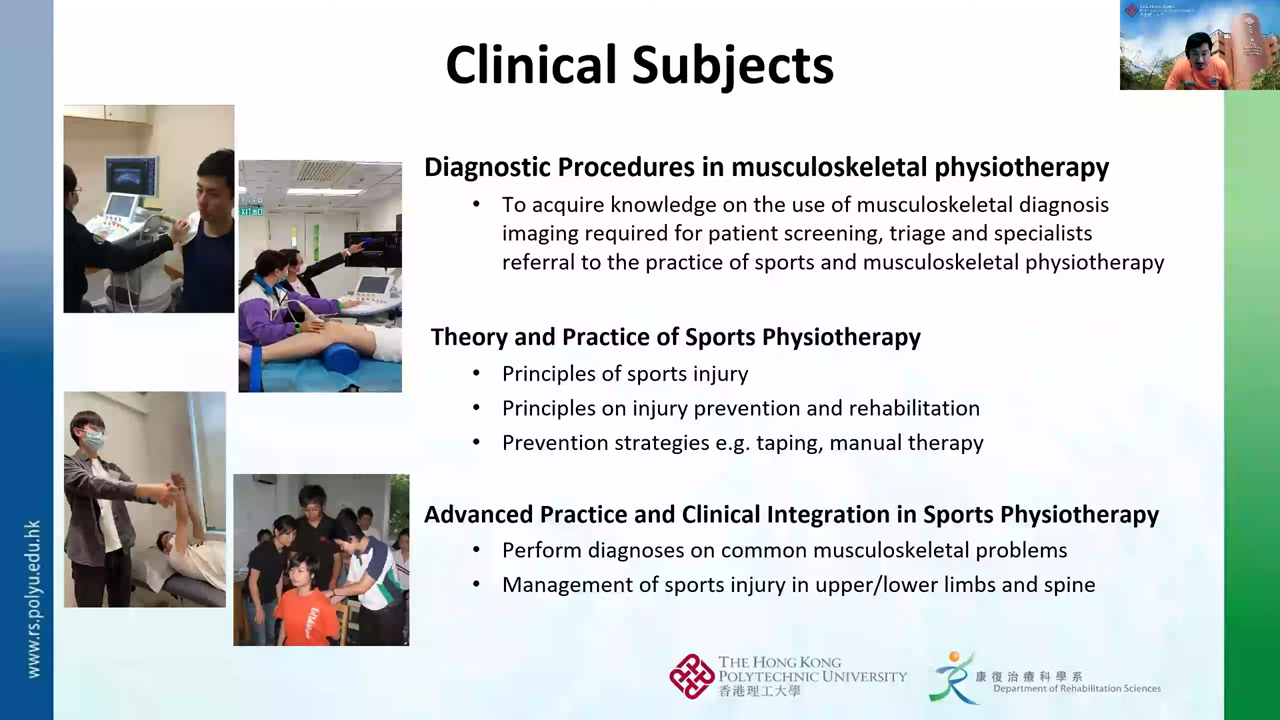 Clinical Subjects
Diagnostic Procedures in musculoskeletal physiotherapy
• To acquire knowledge on the use of musculoskeletal diagnosis
imaging required for patient screening, triage and specialists
referral to the practice of sports and musculoskeletal physiotherapy
Theory and Practice of Sports Physiotherapy
• Principles of sports injury
• Principles on injury prevention and rehabilitation
• Prevention strategies e.g. taping, manual therapy
Advanced Practice and Clinical Integration in Sports Physiotherapy
• Perform diagnoses on common musculoskeletal problems
• Management of sports injury in upper/lower limbs and spine
www.rs.polyu.edu.hk
THE HONG KONG
POLYTECHNIC UNIVERSITY
香港理工大學
康復治療科學系
Department of Rehabilitation Sciences